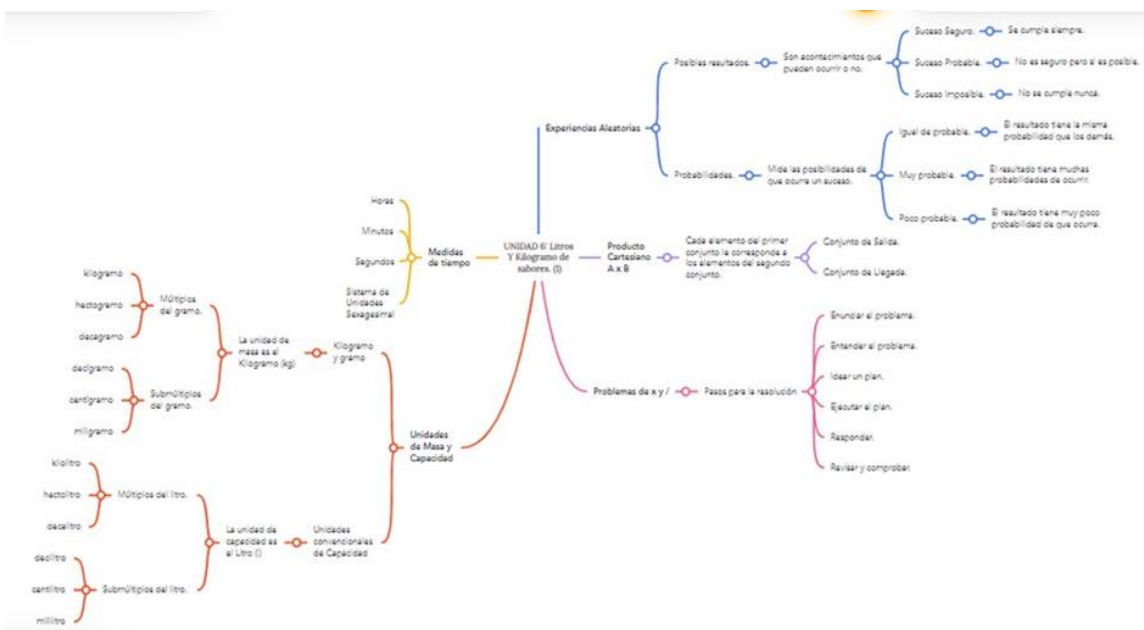 UNIDAD 6: Litros
Y Kilogramo de
sabores. (l)
Experiencias Aleatorias
Posibles resultados.
Son acontecimientos que
pueden ocurrir o no.
Suceso Seguro.
Se cumple siempre.
Suceso Probable.
No es seguro pero si es posible.
Suceso Imposible.
No se cumple nunca.
Probabilidades.
Mide las posibilidades de
que ocurra un suceso.
Igual de probable.
El resultado tiene la misma
probabilidad que los demás.
Muy probable.
El resultado tiene muchas
probabilidades de ocurrir.
Poco probable.
El resultado tiene muy poco
probabilidad de que ocurra.
Producto
Cartesiano
A x B
Cada elemento del primer
conjunto le corresponde a
los elementos del segundo
conjunto.
Conjunto de Salida.
Conjunto de Llegada.
Problemas de x y /
Pasos para la resolución
Enunciar el problema.
Entender el problema.
Idear un plan.
Ejecutar el plan.
Responder.
Revisar y comprobar.
Medidas
de tiempo
Horas
Minutos
Segundos
Sistema de
Unidades
Sexagesimal
Unidades
de Masa y
Capacidad
Kilogramo
y gramo
La unidad de
masa es el
Kilogramo (kg)
Múltiplos
del gramo.
kilogramo
hectogramo
decagramo
Submúltiplos
del gramo.
decigramo
centigramo
miligramo
Unidades
convencionales
de Capacidad
La unidad de
capacidad es
el Litro (l)
Múltiplos del litro.
kilolitro
hectolitro
decalitro
Submúltiplos del litro.
decilitro
centilitro
mililitro